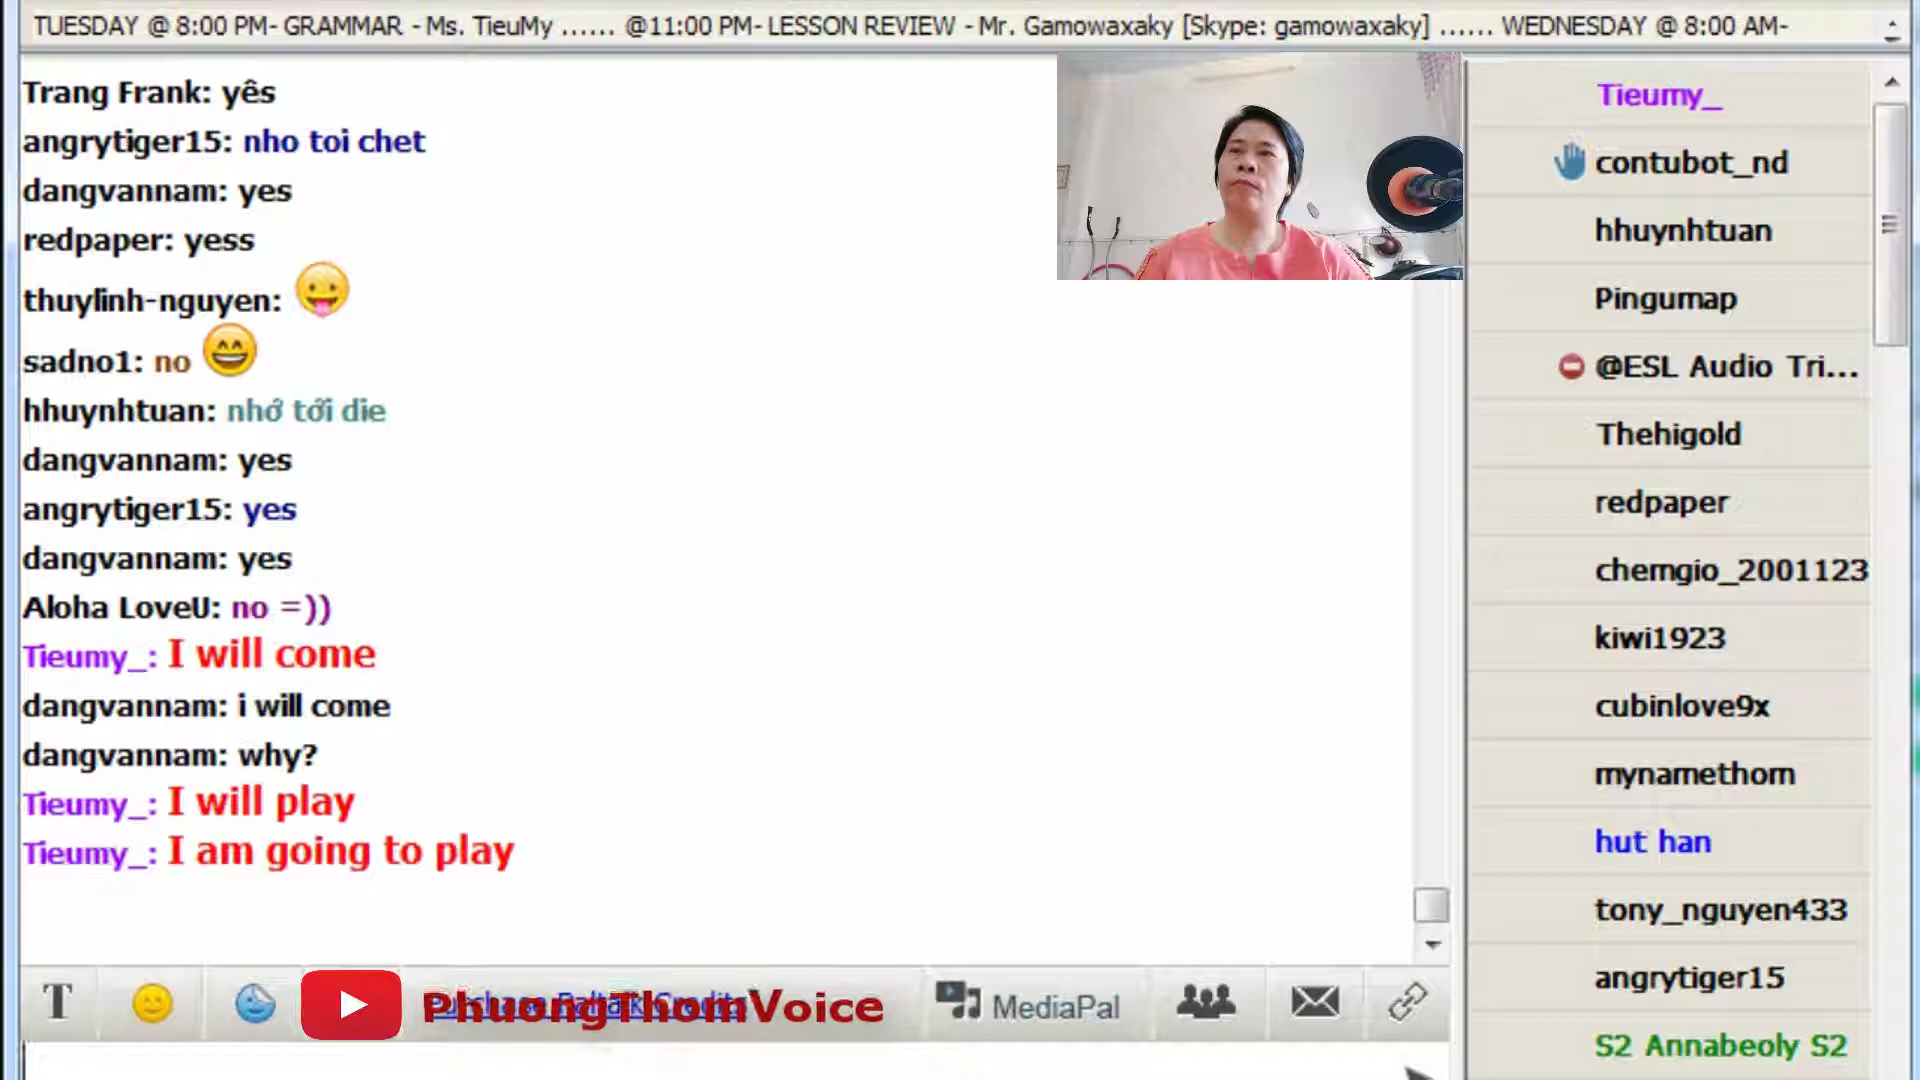 TUESDAY @ 8:00 PM- GRAMMAR - Ms. TieuMy ...... @11:00 PM- LESSON REVIEW - Mr. Gamowaxaky [Skype: gamowaxaky] ...... WEDNESDAY @ 8:00 AM-
Trang Frank: yês
angrytiger15: nho toi chet
dangvannam: yes
redpaper: yess
thuylinh-nguyen:
sadno1: no
hhuynhtuan: nhớ tới die
dangvannam: yes
angrytiger15: yes
dangvannam: yes
Aloha LoveU: no =))
Tieumy_: I will come
dangvannam: i will come
dangvannam: why?
Tieumy_: I will play
Tieumy_: I am going to play
Tieumy_
contubot_nd
hhuynhtuan
Pingumap
@ESL Audio Tri...
Thehigold
redpaper
chemgio_2001123
kiwi1923
cubinlove9x
mynamethom
hut han
tony_nguyen433
angrytiger15
S2 Annabeoly S2
T
Purchase Paltalk Credits
PhuongThomVoice
MediaPal